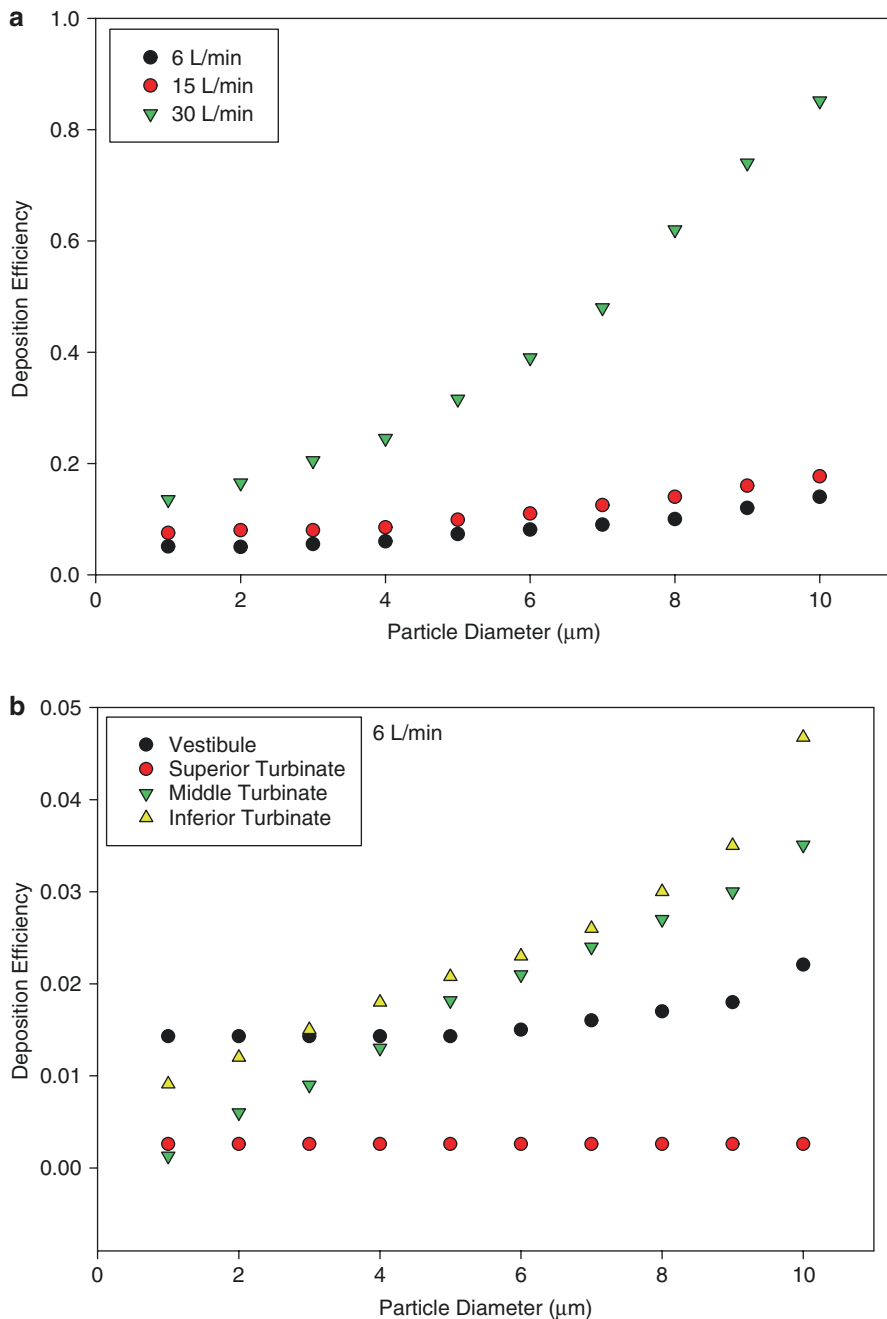 a
1.0
6 L/min
15 L/min
30 L/min
0.8
0.6
0.4
0.2
0.0
Deposition Efficiency
0
2
4
6
8
10
Particle Diameter (μm)
b
0.05
6 L/min
Vestibule
Superior Turbinate
Middle Turbinate
Inferior Turbinate
0.04
0.03
0.02
0.01
0.00
Deposition Efficiency
0
2
4
6
8
10
Particle Diameter (μm)